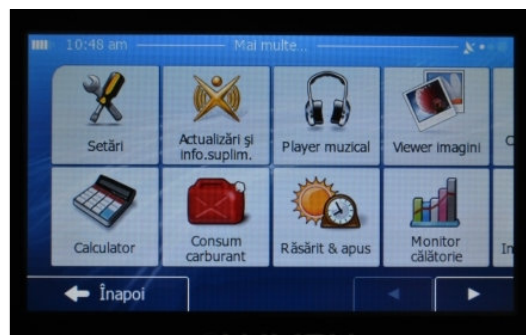 10:48 am
Mai multe...
Setări
Actualizări și
info.suplim.
Player muzical
Viewer imagini
C
Calculator
Consum
carburant
Răsărit & apus
Monitor
călătorie
In
Înapoi